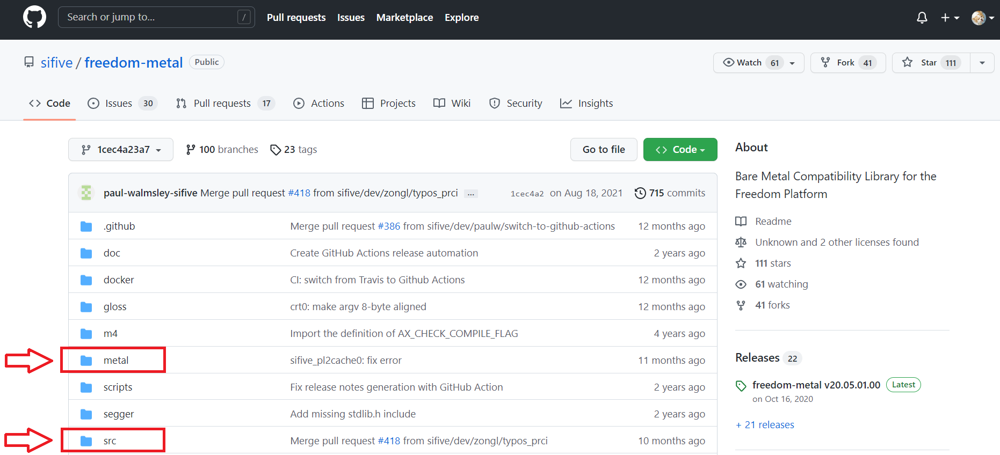 Search or jump to... /
Pull requests Issues Marketplace Explore
sifive / freedom-metal Public
Watch 61 Fork 41 Star 111
Code Issues 30 Pull requests 17 Actions Projects Wiki Security Insights
1cec4a23a7 100 branches 23 tags
Go to file Code
paul-walmsley-sifive Merge pull request #418 from sifive/dev/zongl/typos_prci ... 1cec4a2 on Aug 18, 2021 715 commits
.github Merge pull request #386 from sifive/dev/paulw/switch-to-github-actions 12 months ago
doc Create GitHub Actions release automation 2 years ago
docker CI: switch from Travis to Github Actions 12 months ago
gloss crt0: make argv 8-byte aligned 12 months ago
m4 Import the definition of AX_CHECK_COMPILE_FLAG 4 years ago
metal sifive_pl2cache0: fix error 11 months ago
scripts Fix release notes generation with GitHub Action 2 years ago
segger Add missing stdlib.h include 2 years ago
src Merge pull request #418 from sifive/dev/zongl/typos_prci 10 months ago
About
Bare Metal Compatibility Library for the
Freedom Platform
Readme
Unknown and 2 other licenses found
111 stars
61 watching
41 forks
Releases 22
freedom-metal v20.05.01.00 Latest
on Oct 16, 2020
+ 21 releases